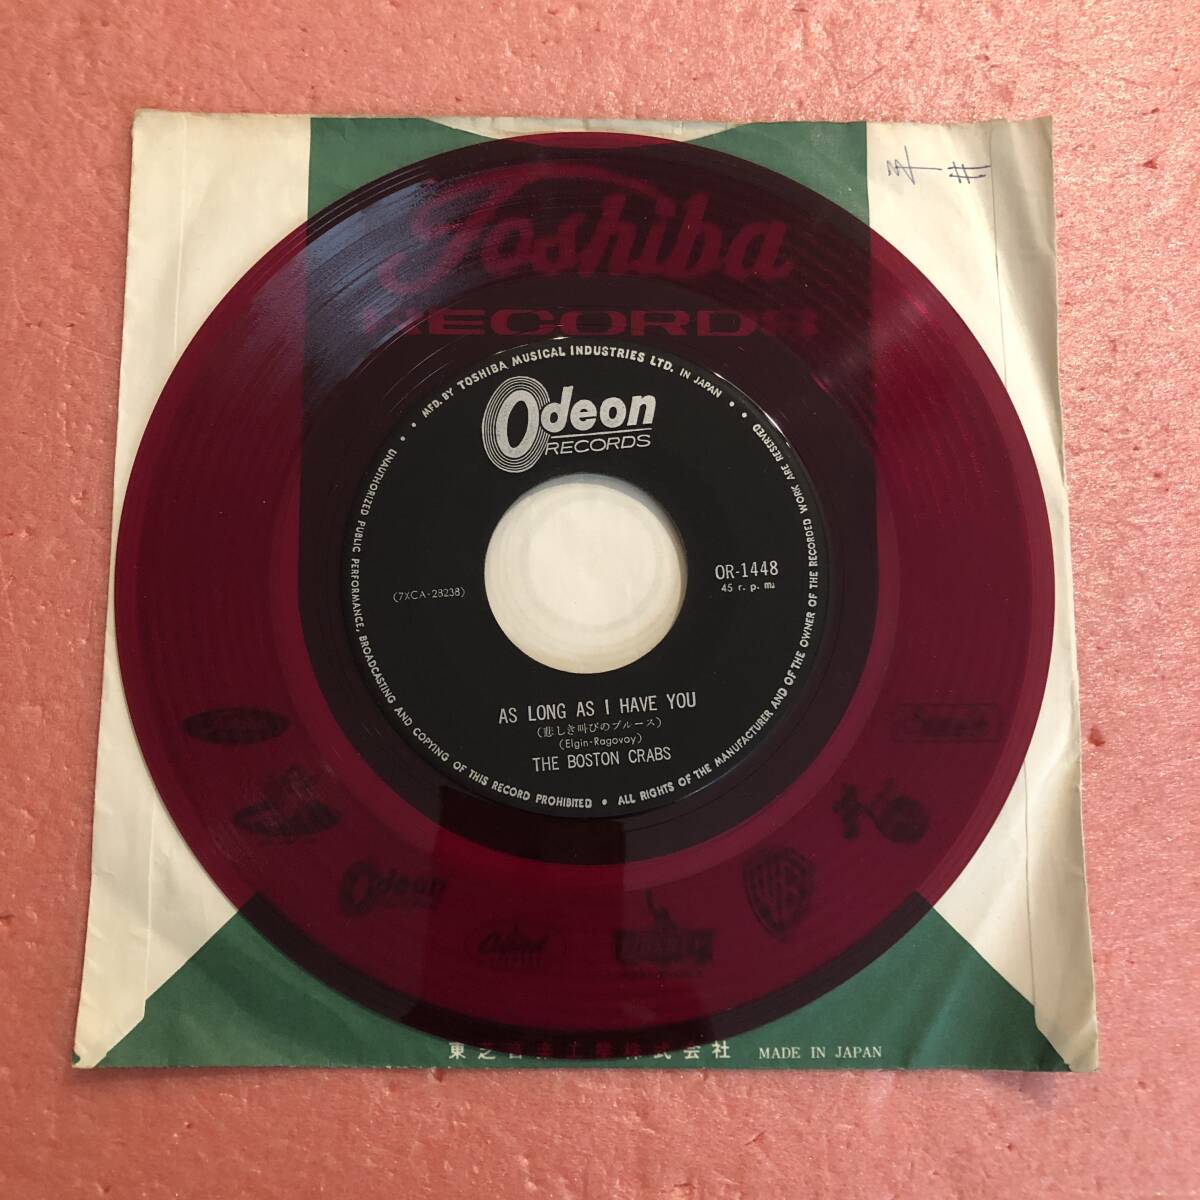 Toshiba
RECORDS
MFD. BY TOSHIBA MUSICAL INDUSTRIES LTD. IN JAPAN
Odeon
RECORDS
OR-1448
45 r. p. m.
(7XCA-28238)
AS LONG AS I HAVE YOU
(悲しき叫びのブルース)
(Elgin-Ragovoy)
THE BOSTON CRABS
UNAUTHORIZED PUBLIC PERFORMANCE, BROADCASTING AND COPYING OF THIS RECORD PROHIBITED • ALL RIGHTS OF THE MANUFACTURER AND OF THE OWNER OF THE RECORDED WORK ARE RESERVED
Odeon
Capitol
東芝音楽工業株式会社 MADE IN JAPAN